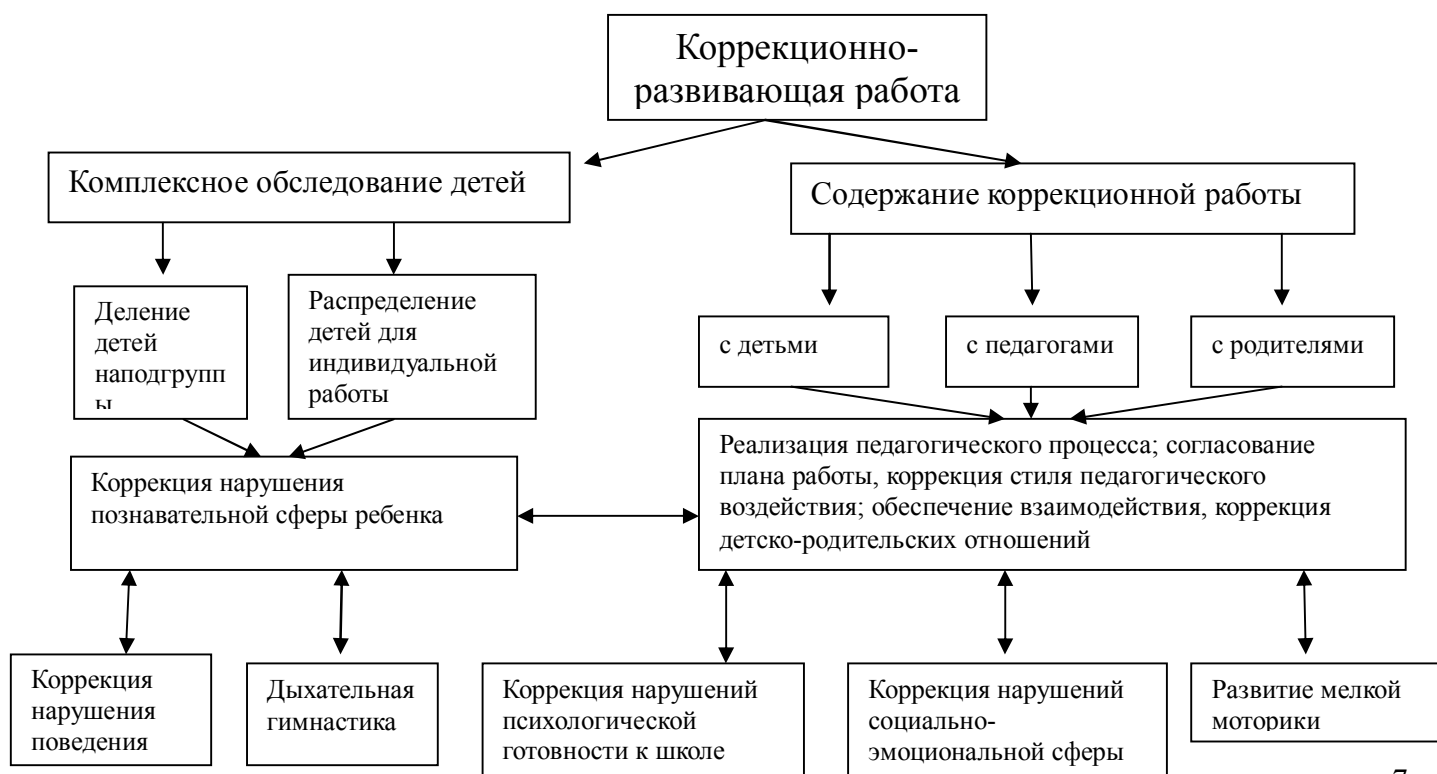 Коррекционно-
развивающая работа
Комплексное обследование детей
Содержание коррекционной работы
Деление
детей
наподгрупп
ы
Распределение
детей для
индивидуальной
работы
с детьми
с педагогами
с родителями
Коррекция нарушения
познавательной сферы ребенка
Реализация педагогического процесса; согласование
плана работы, коррекция стиля педагогического
воздействия; обеспечение взаимодействия, коррекция
детско-родительских отношений
Коррекция
нарушения
поведения
Дыхательная
гимнастика
Коррекция нарушений
психологической
готовности к школе
Коррекция нарушений
социально-
эмоциональной сферы
Развитие мелкой
моторики